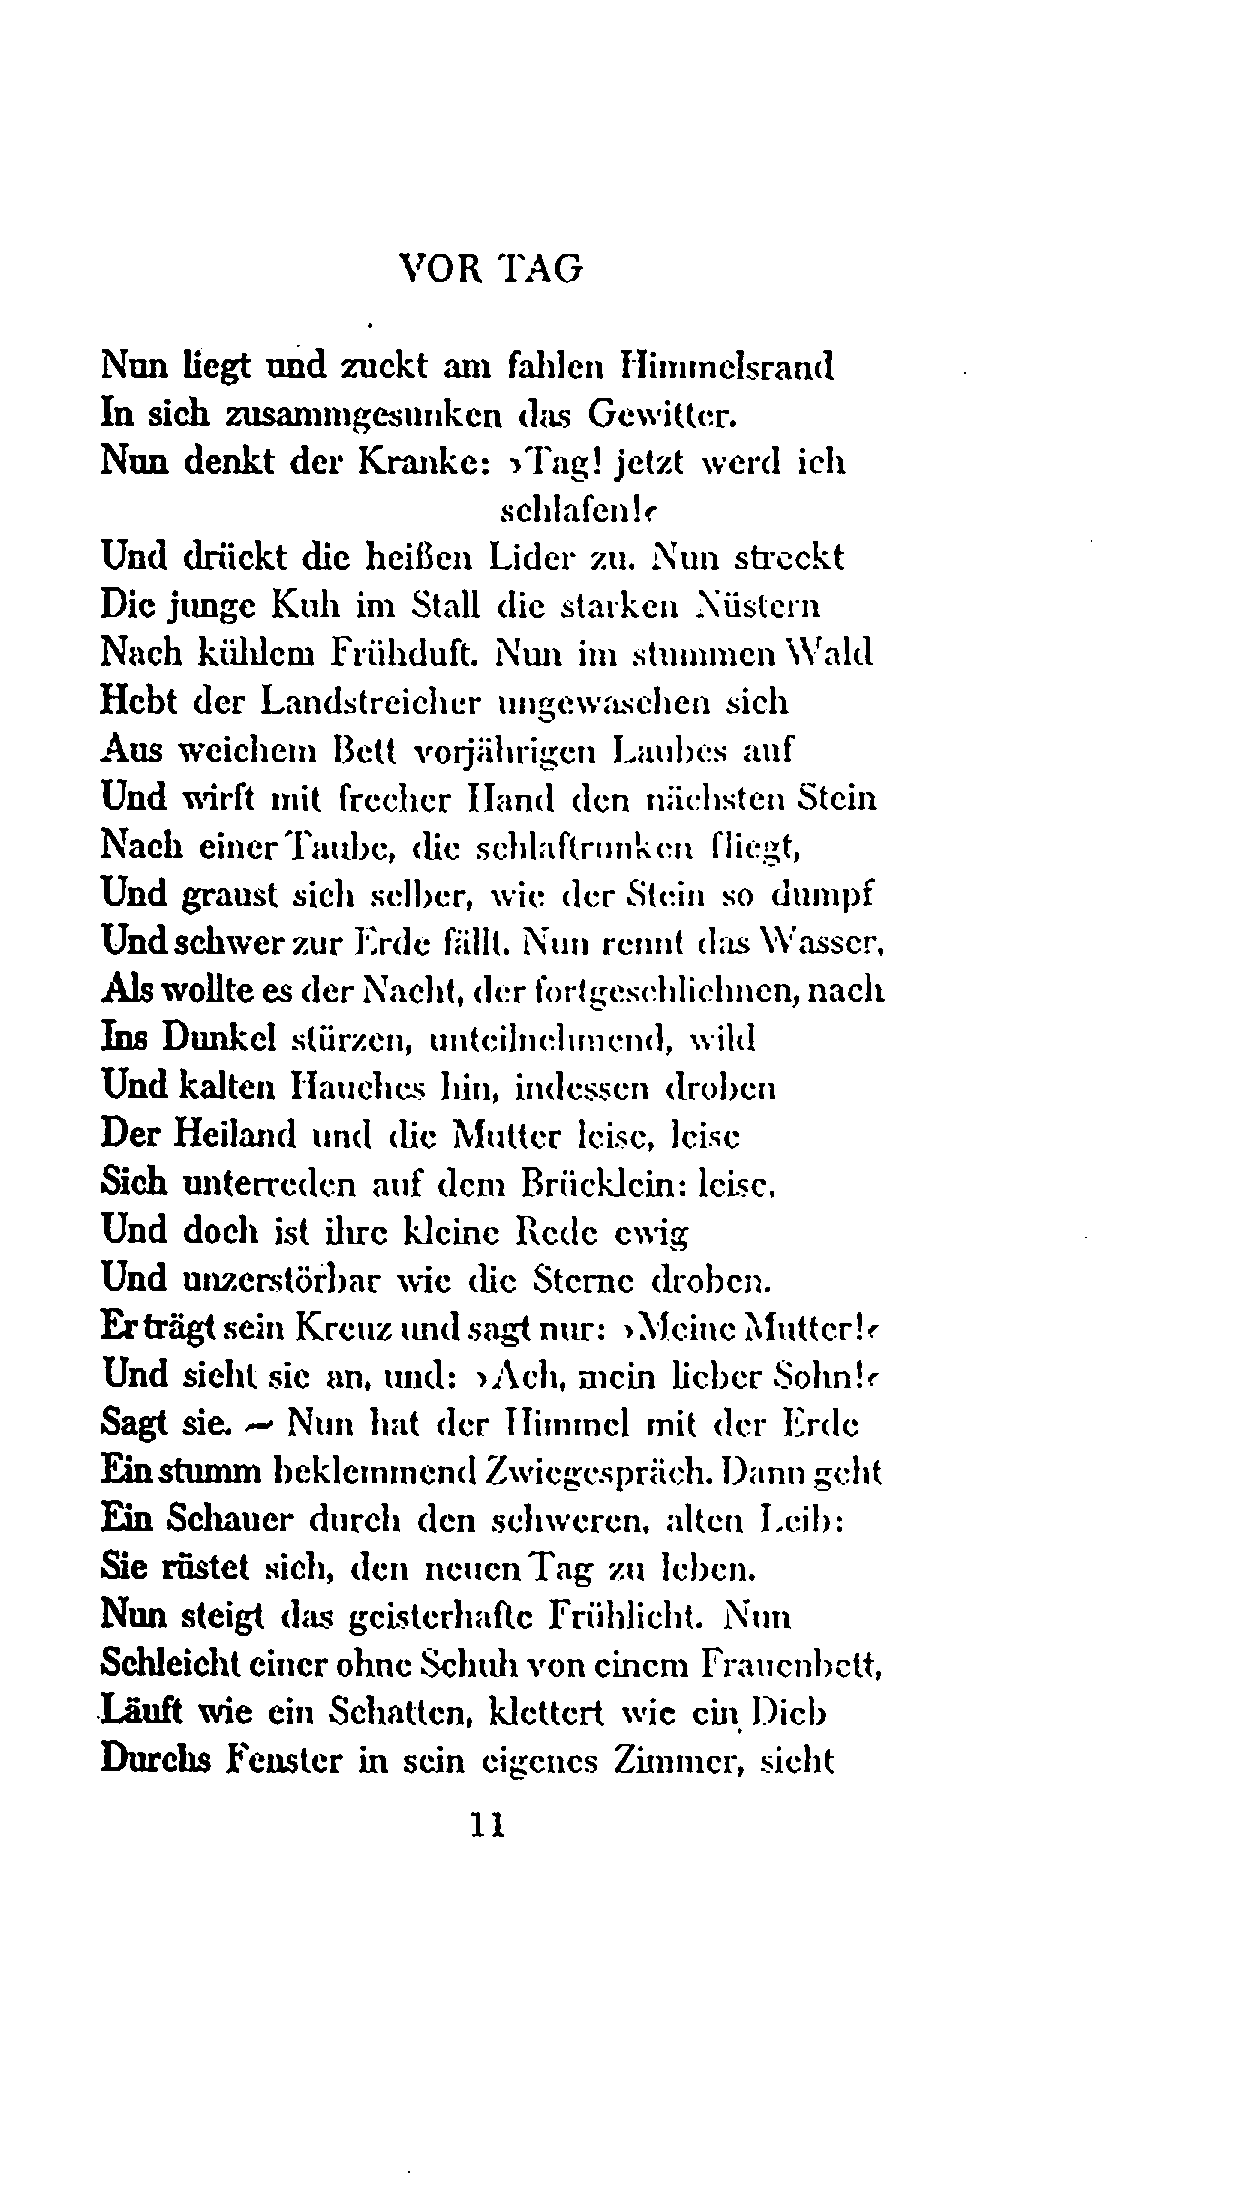 VOR TAG
Nun liegt und zuckt am fahlen Himmelsrand
In sich zusammgesunken das Gewitter.
Nun denkt der Kranke: ›Tag! jetzt werd ich
schlafen!‹
Und drückt die heißen Lider zu. Nun streckt
Die junge Kuh im Stall die starken Nüstern
Nach kühlem Frühduft. Nun im stummen Wald
Hebt der Landstreicher ungewaschen sich
Aus weichem Bett vorjährigen Laubes auf
Und wirft mit frecher Hand den nächsten Stein
Nach einer Taube, die schlaftrunken fliegt,
Und graust sich selber, wie der Stein so dumpf
Und schwer zur Erde fällt. Nun rennt das Wasser,
Als wollte es der Nacht, der fortgeschlichnen, nach
Ins Dunkel stürzen, unteilnehmend, wild
Und kalten Hauches hin, indessen droben
Der Heiland und die Mutter leise, leise
Sich unterreden auf dem Brücklein: leise,
Und doch ist ihre kleine Rede ewig
Und unzerstörbar wie die Sterne droben.
Er trägt sein Kreuz und sagt nur: ›Meine Mutter!‹
Und sieht sie an, und: ›Ach, mein lieber Sohn!‹
Sagt sie. — Nun hat der Himmel mit der Erde
Ein stumm beklemmend Zwiegespräch. Dann geht
Ein Schauer durch den schweren, alten Leib:
Sie rüstet sich, den neuen Tag zu leben.
Nun steigt das geisterhafte Frühlicht. Nun
Schleicht einer ohne Schuh von einem Frauenbett,
Läuft wie ein Schatten, klettert wie ein Dieb
Durchs Fenster in sein eigenes Zimmer, sieht
11